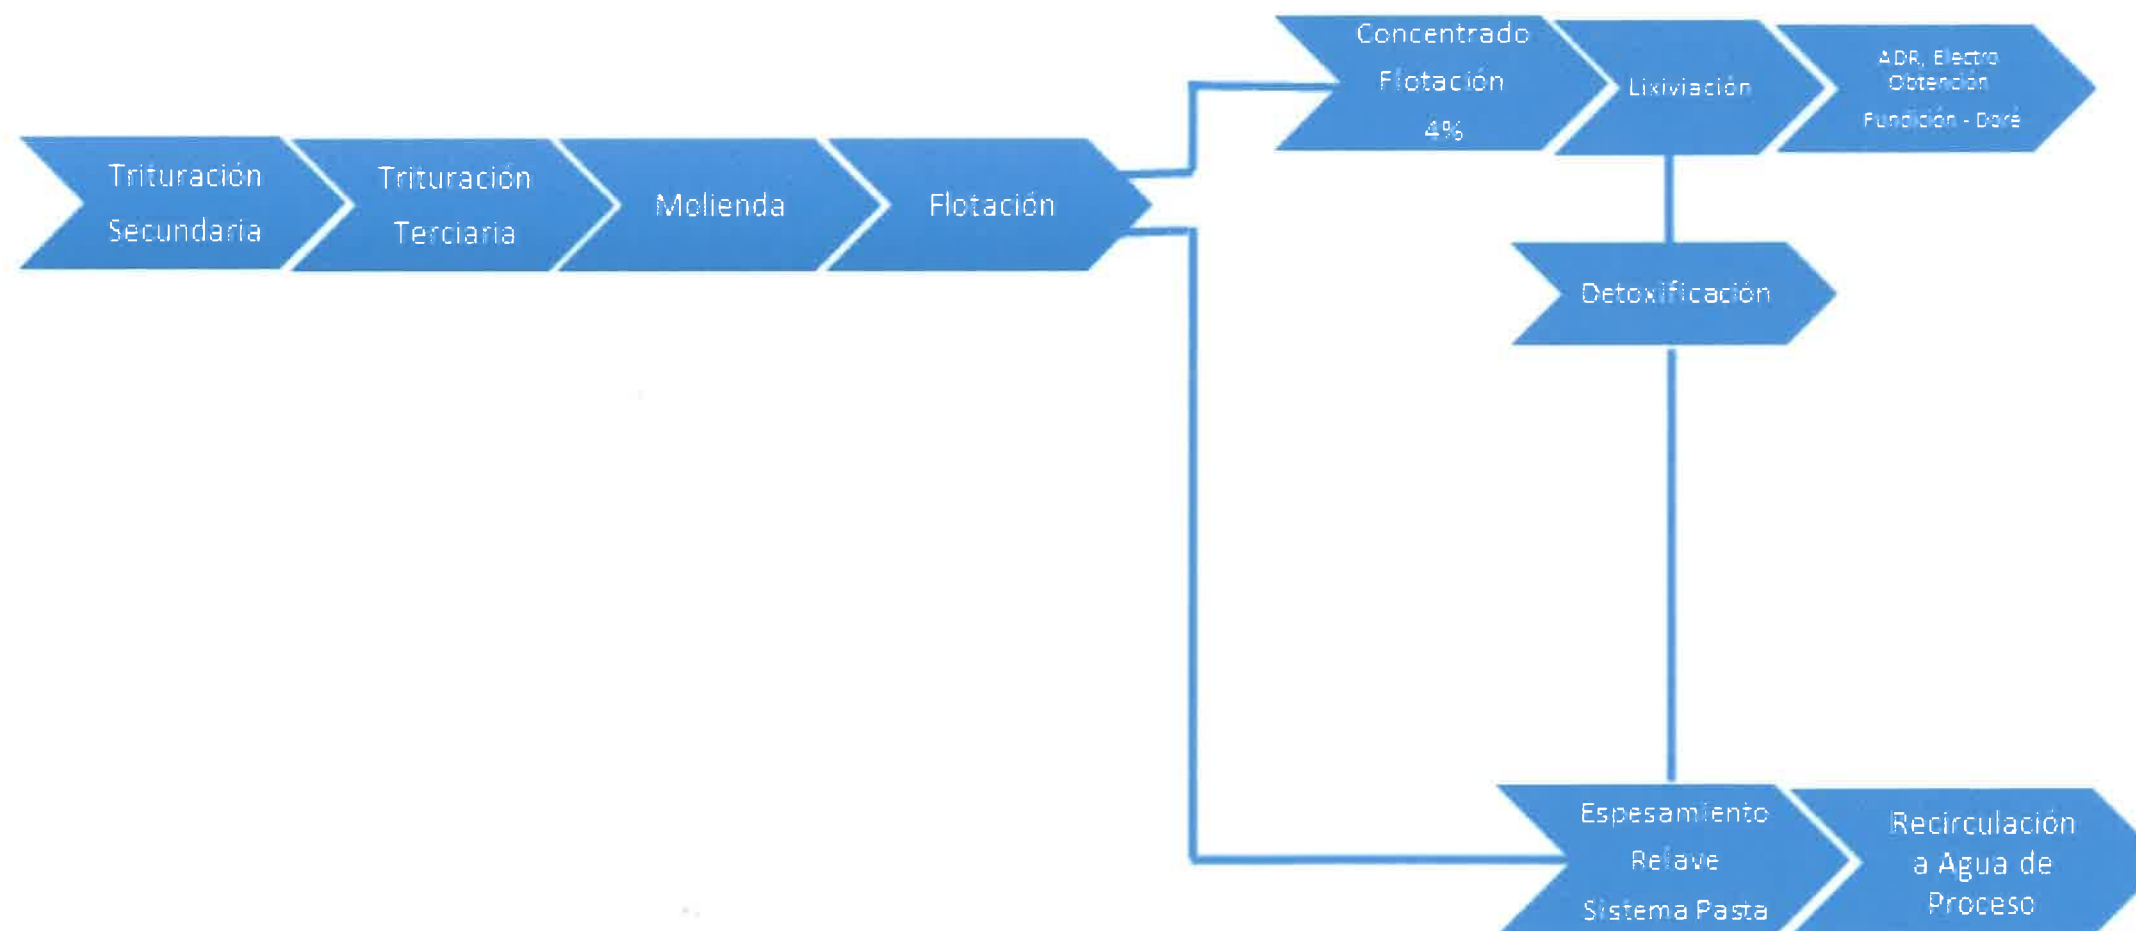 Trituración
Secundaria
Trituración
Terciaria
Molienda
Flotación
Concentrado
Flotación
4%
Lixiviación
ADR, Electro
Obtención
Fundición - Doré
Detoxificación
Espesamiento
Relave
Sistema Pasta
Recirculación
a Agua de
Proceso